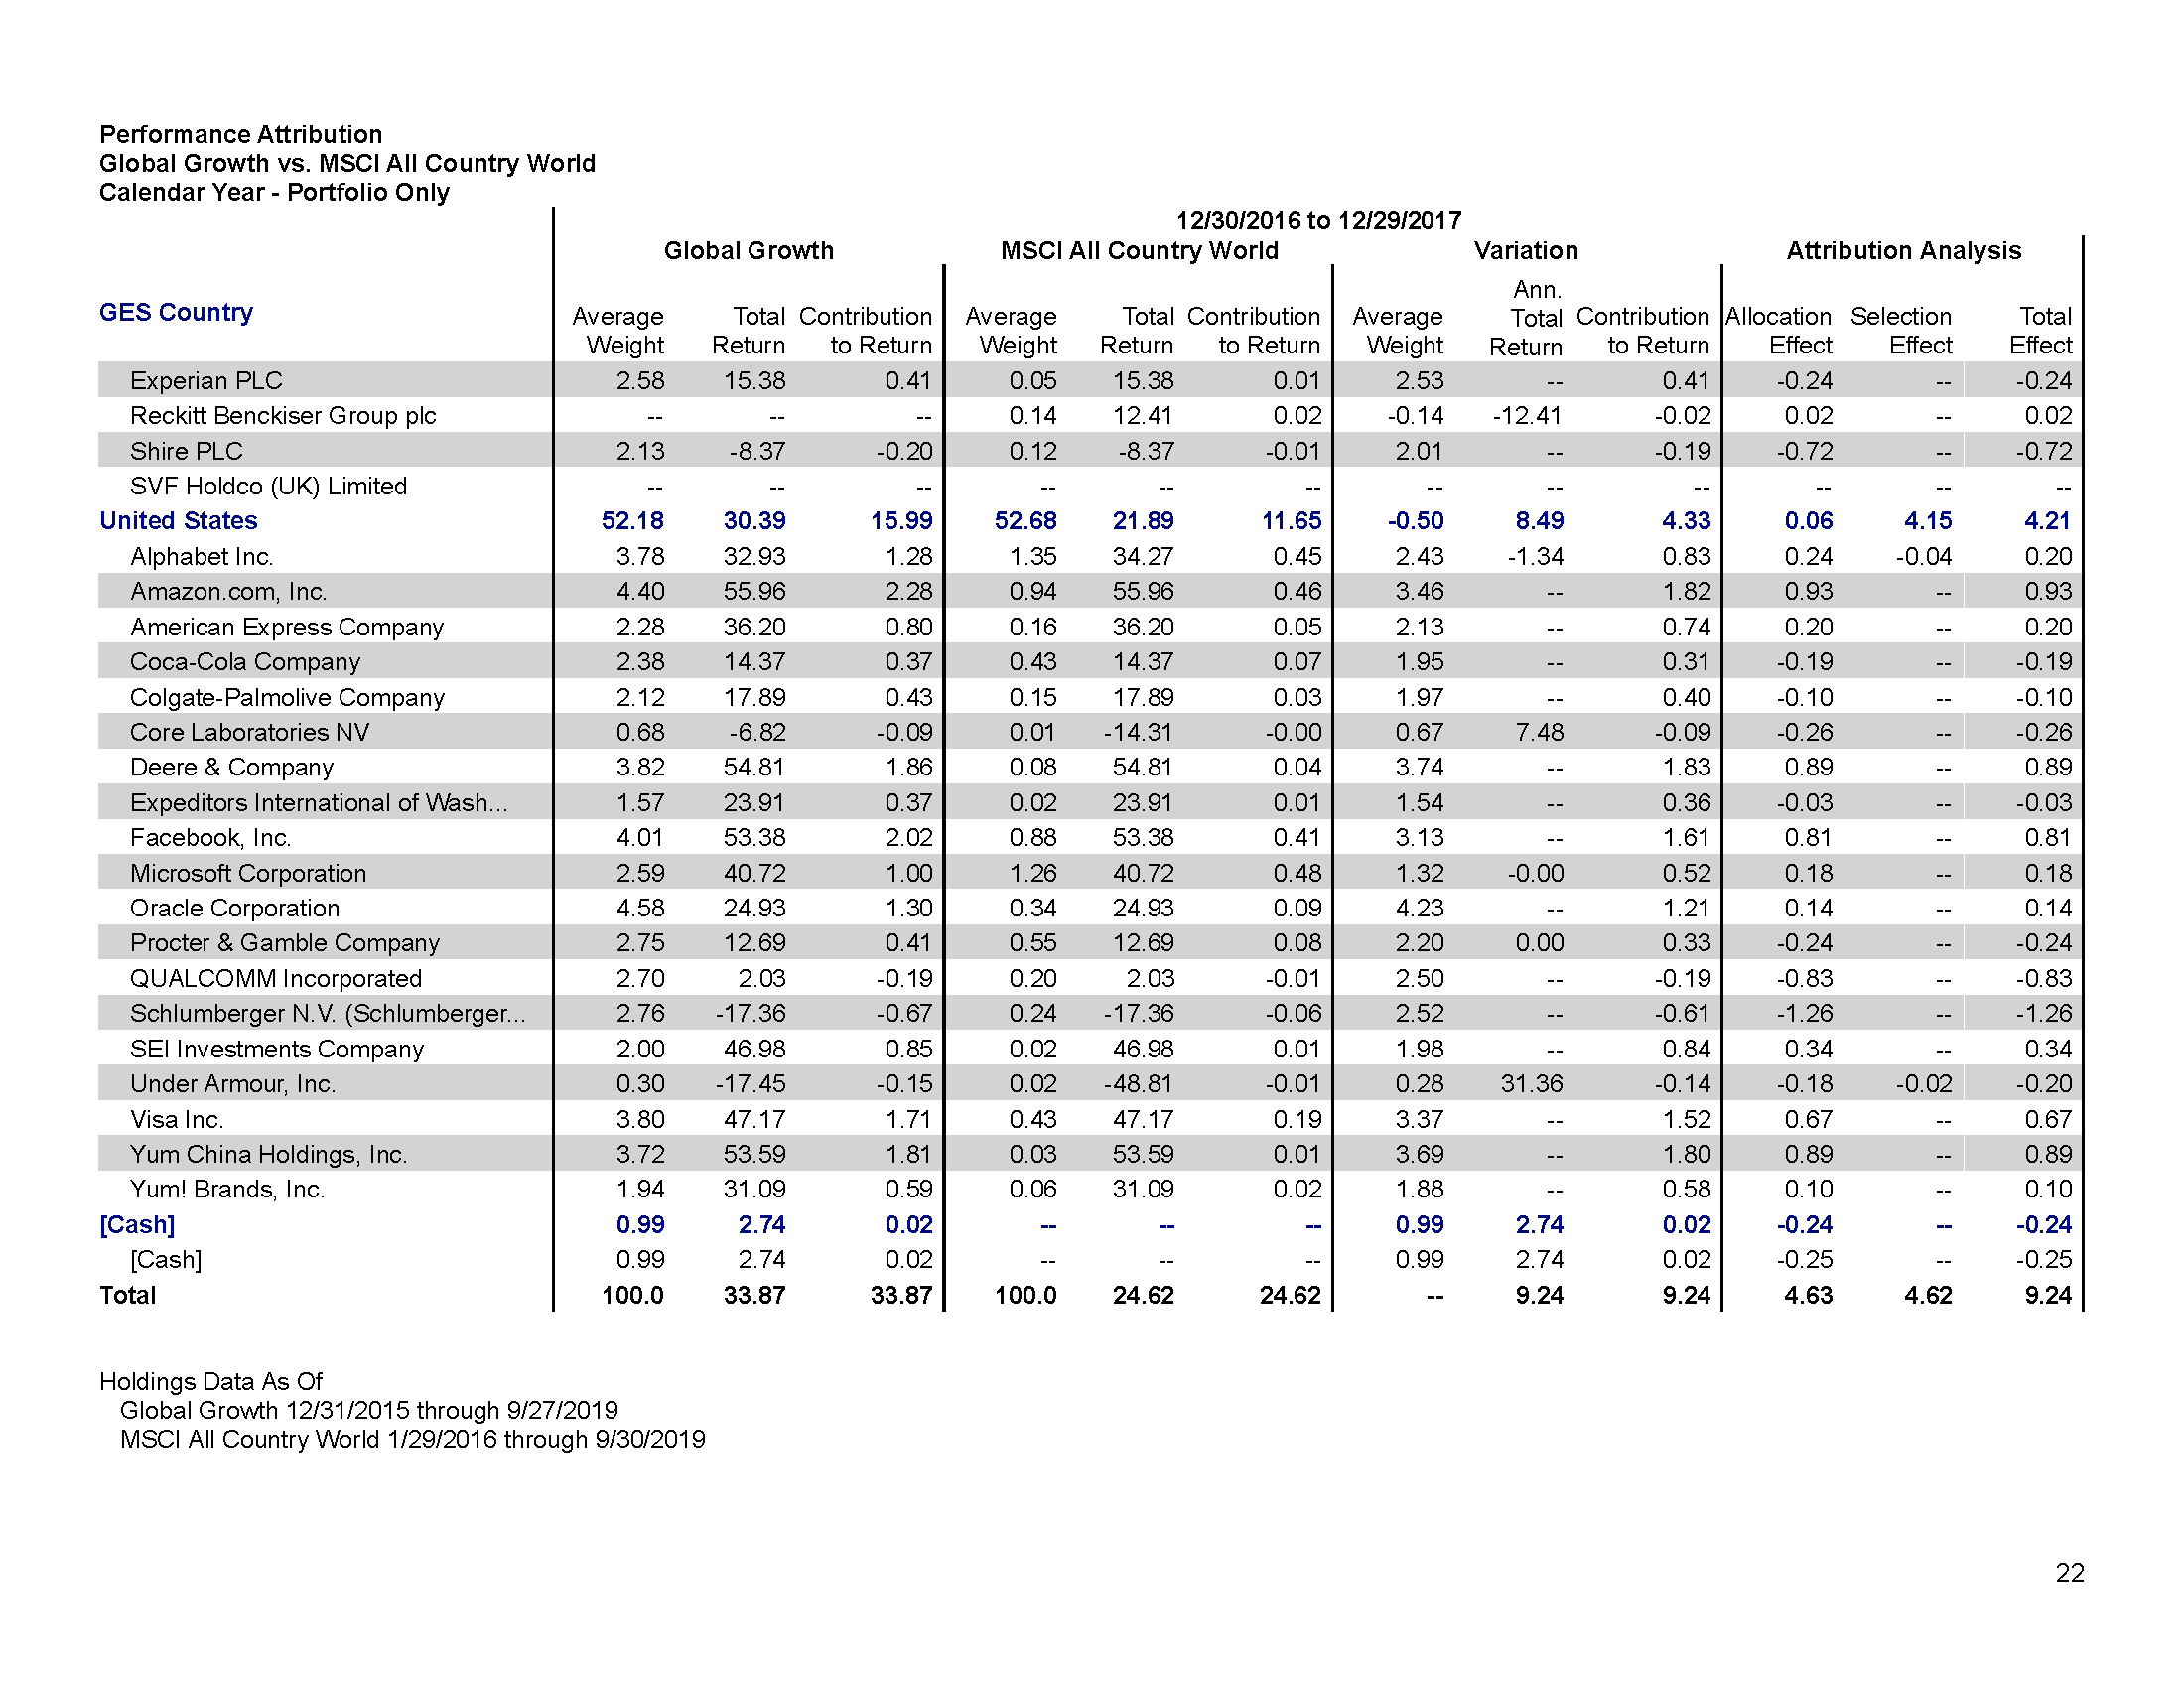 Performance Attribution
Global Growth vs. MSCI All Country World
Calendar Year - Portfolio Only
12/30/2016 to 12/29/2017
Global Growth MSCI All Country World Variation Attribution Analysis
GES Country Average Weight Total Return Contribution to Return Average Weight Total Return Contribution to Return Average Weight Ann. Total Return Contribution to Return Allocation Effect Selection Effect Total Effect
Experian PLC 2.58 15.38 0.41 0.05 15.38 0.01 2.53 -- 0.41 -0.24 -- -0.24
Reckitt Benckiser Group plc -- -- -- 0.14 12.41 0.02 -0.14 -12.41 -0.02 0.02 -- 0.02
Shire PLC 2.13 -8.37 -0.20 0.12 -8.37 -0.01 2.01 -- -0.19 -0.72 -- -0.72
SVF Holdco (UK) Limited -- -- -- -- -- -- -- -- -- -- -- --
United States 52.18 30.39 15.99 52.68 21.89 11.65 -0.50 8.49 4.33 0.06 4.15 4.21
Alphabet Inc. 3.78 32.93 1.28 1.35 34.27 0.45 2.43 -1.34 0.83 0.24 -0.04 0.20
Amazon.com, Inc. 4.40 55.96 2.28 0.94 55.96 0.46 3.46 -- 1.82 0.93 -- 0.93
American Express Company 2.28 36.20 0.80 0.16 36.20 0.05 2.13 -- 0.74 0.20 -- 0.20
Coca-Cola Company 2.38 14.37 0.37 0.43 14.37 0.07 1.95 -- 0.31 -0.19 -- -0.19
Colgate-Palmolive Company 2.12 17.89 0.43 0.15 17.89 0.03 1.97 -- 0.40 -0.10 -- -0.10
Core Laboratories NV 0.68 -6.82 -0.09 0.01 -14.31 -0.00 0.67 7.48 -0.09 -0.26 -- -0.26
Deere & Company 3.82 54.81 1.86 0.08 54.81 0.04 3.74 -- 1.83 0.89 -- 0.89
Expeditors International of Wash... 1.57 23.91 0.37 0.02 23.91 0.01 1.54 -- 0.36 -0.03 -- -0.03
Facebook, Inc. 4.01 53.38 2.02 0.88 53.38 0.41 3.13 -- 1.61 0.81 -- 0.81
Microsoft Corporation 2.59 40.72 1.00 1.26 40.72 0.48 1.32 -0.00 0.52 0.18 -- 0.18
Oracle Corporation 4.58 24.93 1.30 0.34 24.93 0.09 4.23 -- 1.21 0.14 -- 0.14
Procter & Gamble Company 2.75 12.69 0.41 0.55 12.69 0.08 2.20 0.00 0.33 -0.24 -- -0.24
QUALCOMM Incorporated 2.70 2.03 -0.19 0.20 2.03 -0.01 2.50 -- -0.19 -0.83 -- -0.83
Schlumberger N.V. (Schlumberger... 2.76 -17.36 -0.67 0.24 -17.36 -0.06 2.52 -- -0.61 -1.26 -- -1.26
SEI Investments Company 2.00 46.98 0.85 0.02 46.98 0.01 1.98 -- 0.84 0.34 -- 0.34
Under Armour, Inc. 0.30 -17.45 -0.15 0.02 -48.81 -0.01 0.28 31.36 -0.14 -0.18 -0.02 -0.20
Visa Inc. 3.80 47.17 1.71 0.43 47.17 0.19 3.37 -- 1.52 0.67 -- 0.67
Yum China Holdings, Inc. 3.72 53.59 1.81 0.03 53.59 0.01 3.69 -- 1.80 0.89 -- 0.89
Yum! Brands, Inc. 1.94 31.09 0.59 0.06 31.09 0.02 1.88 -- 0.58 0.10 -- 0.10
[Cash] 0.99 2.74 0.02 -- -- -- 0.99 2.74 0.02 -0.24 -- -0.24
[Cash] 0.99 2.74 0.02 -- -- -- 0.99 2.74 0.02 -0.25 -- -0.25
Total 100.0 33.87 33.87 100.0 24.62 24.62 -- 9.24 9.24 4.63 4.62 9.24
Holdings Data As Of
Global Growth 12/31/2015 through 9/27/2019
MSCI All Country World 1/29/2016 through 9/30/2019
22